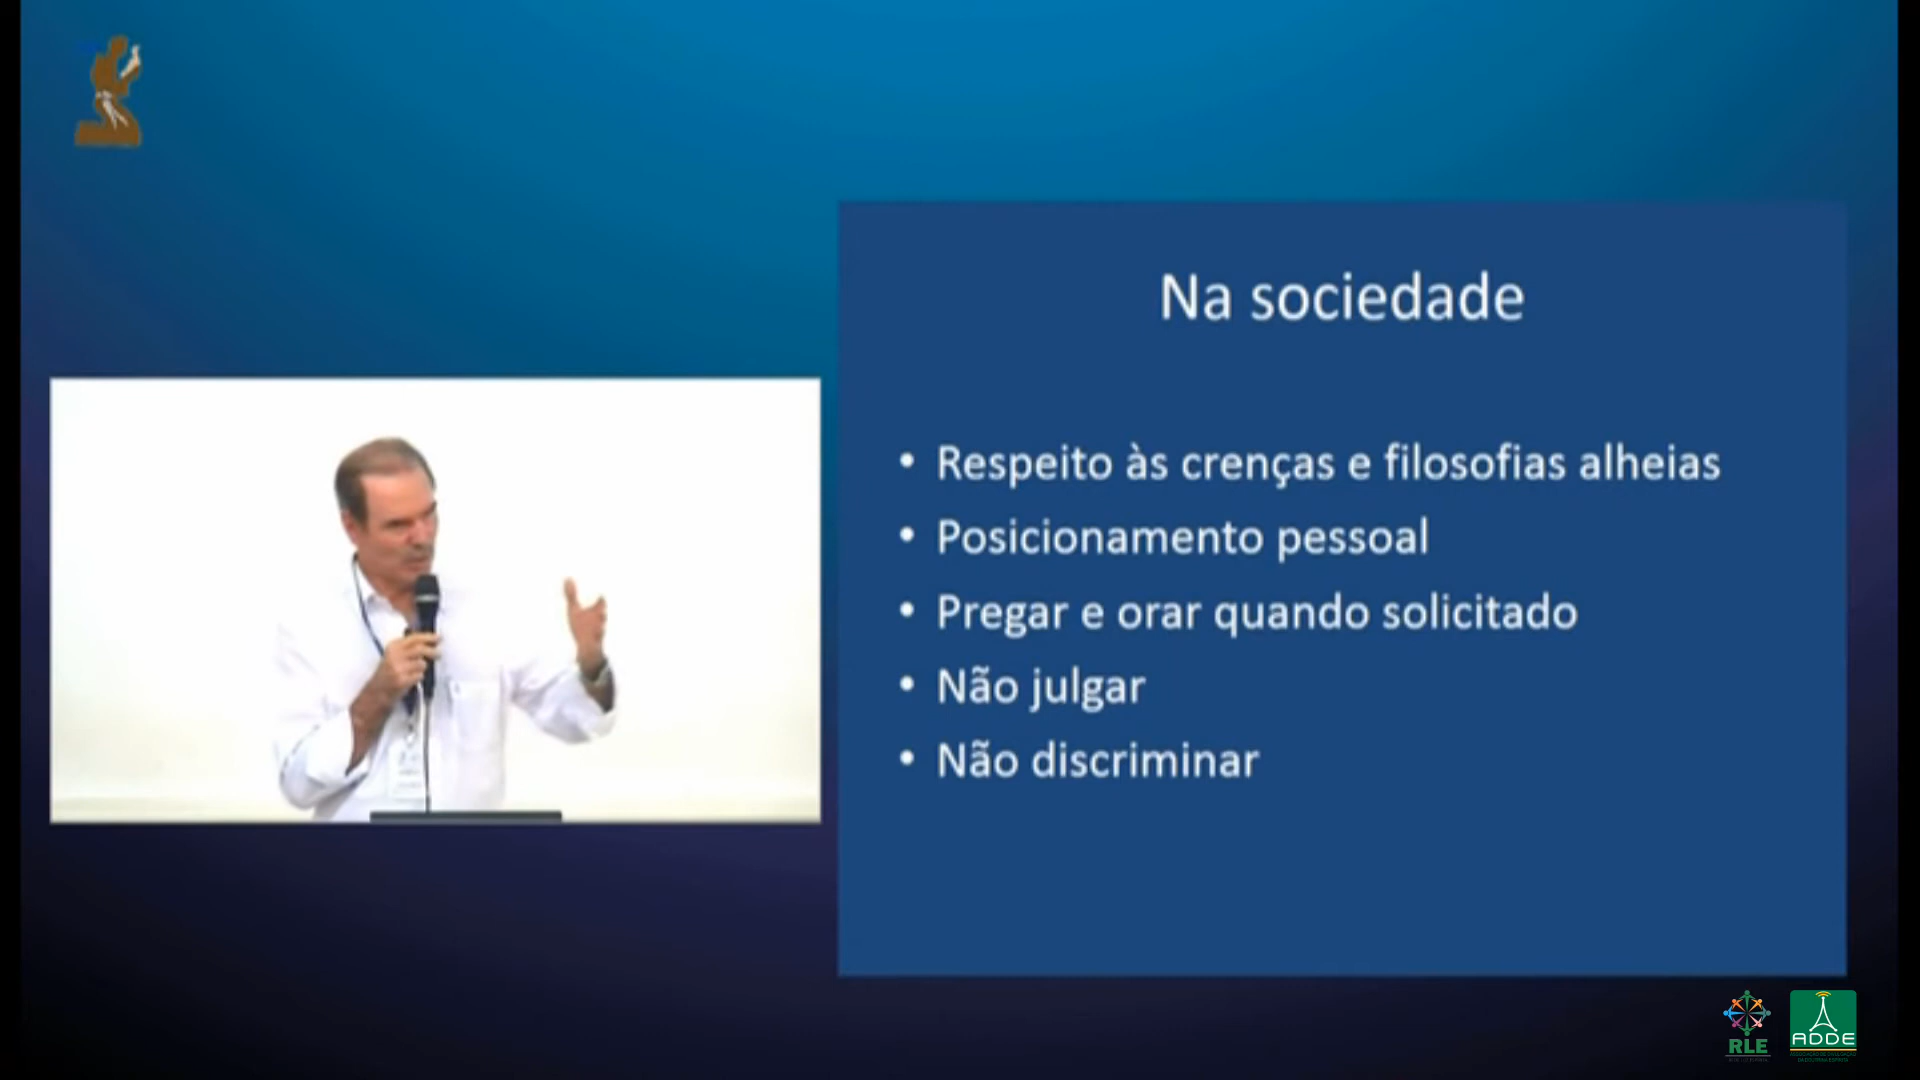 Na sociedade
• Respeito às crenças e filosofias alheias
• Posicionamento pessoal
• Pregar e orar quando solicitado
• Não julgar
• Não discriminar
RLE
ADDE